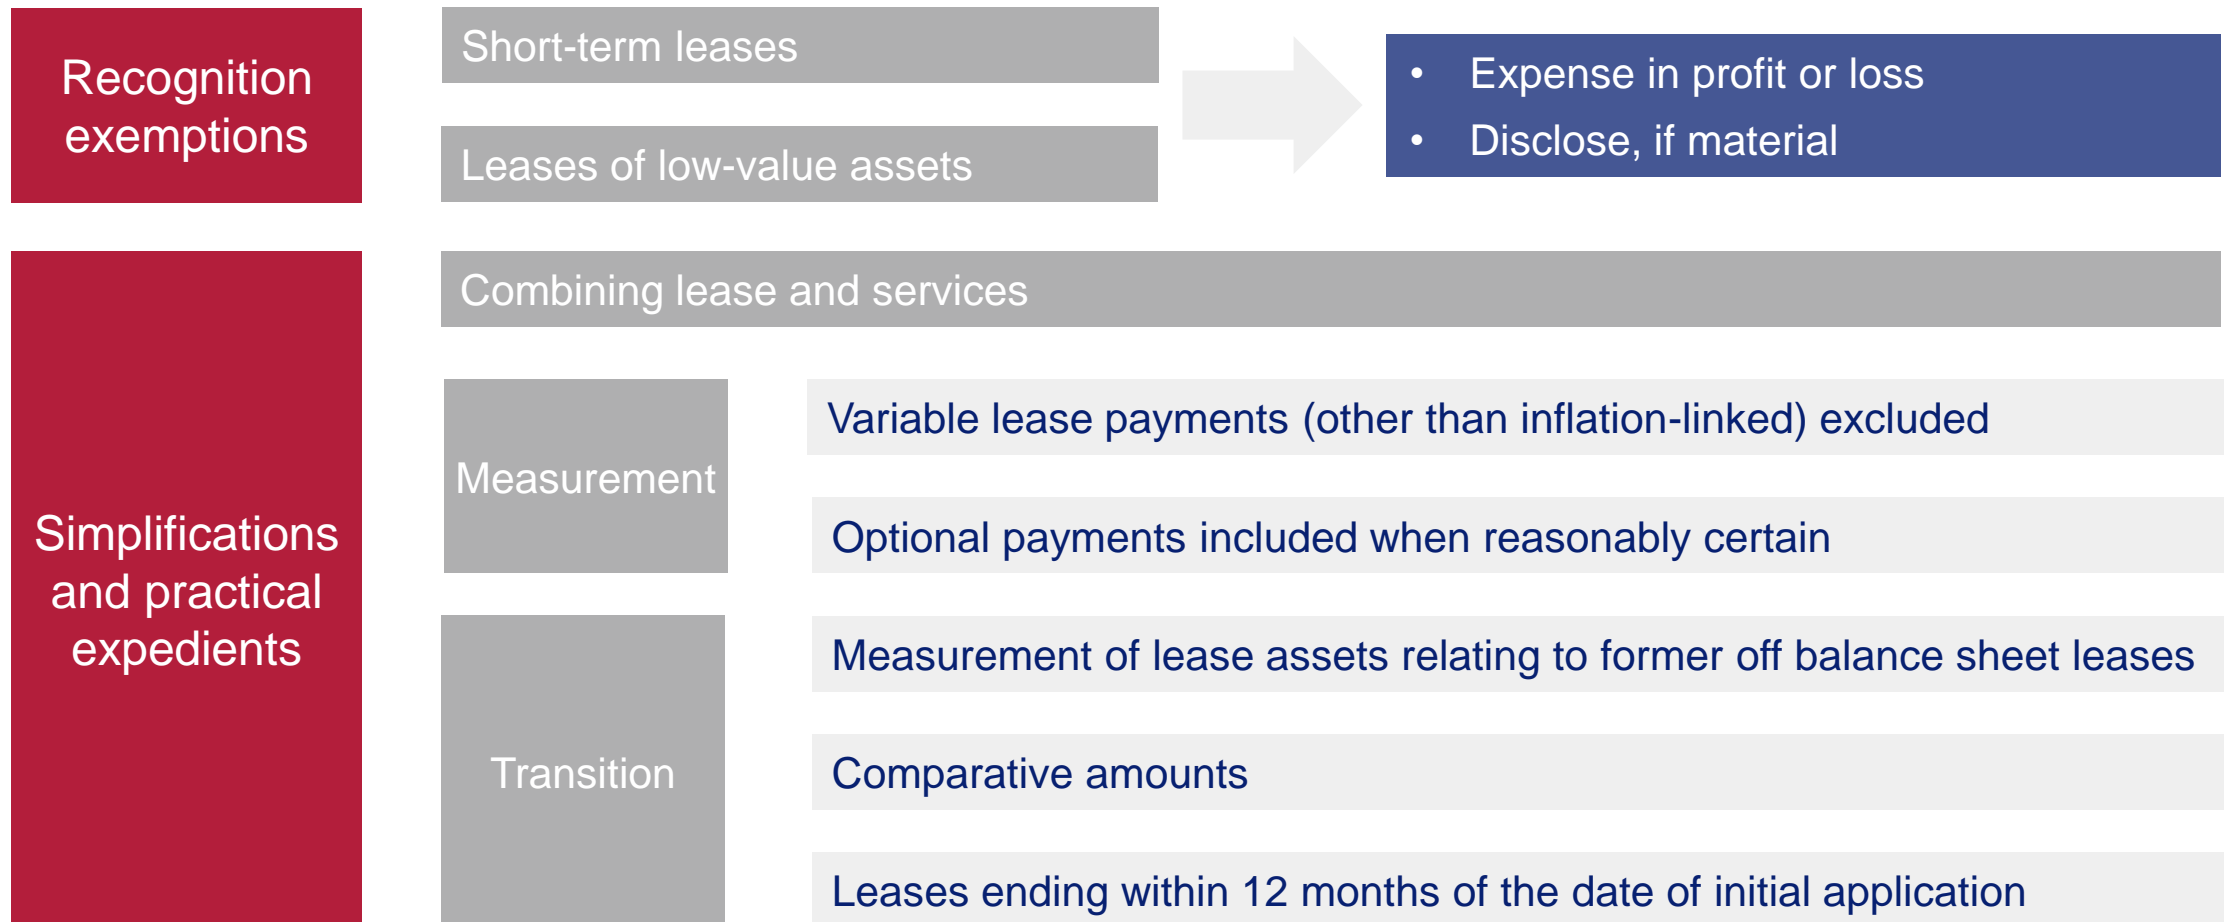 Recognition
exemptions
Short-term leases
Leases of low-value assets
• Expense in profit or loss
• Disclose, if material
Simplifications
and practical
expedients
Combining lease and services
Measurement
Variable lease payments (other than inflation-linked) excluded
Optional payments included when reasonably certain
Transition
Measurement of lease assets relating to former off balance sheet leases
Comparative amounts
Leases ending within 12 months of the date of initial application